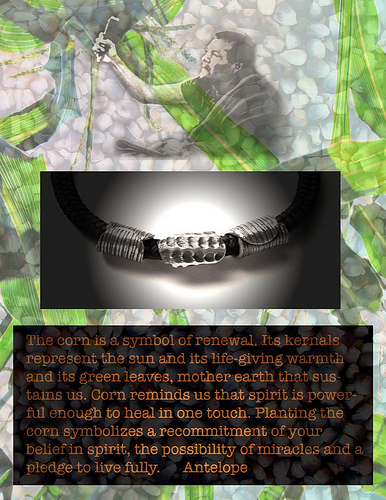 The corn is a symbol of renewal. Its kernals
represent the sun and its life-giving warmth
and its green leaves, mother earth that sus-
tains us. Corn reminds us that spirit is power-
ful enough to heal in one touch. Planting the
corn symbolizes a recommitment of your
belief in spirit, the possibility of miracles and a
pledge to live fully. Antelope